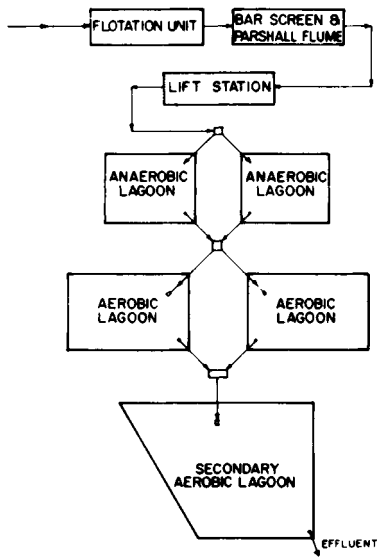 FLOTATION UNIT
BAR SCREEN &
PARSHALL FLUME
LIFT STATION
ANAEROBIC
LAGOON
ANAEROBIC
LAGOON
AEROBIC
LAGOON
AEROBIC
LAGOON
SECONDARY
AEROBIC LAGOON
EFFLUENT